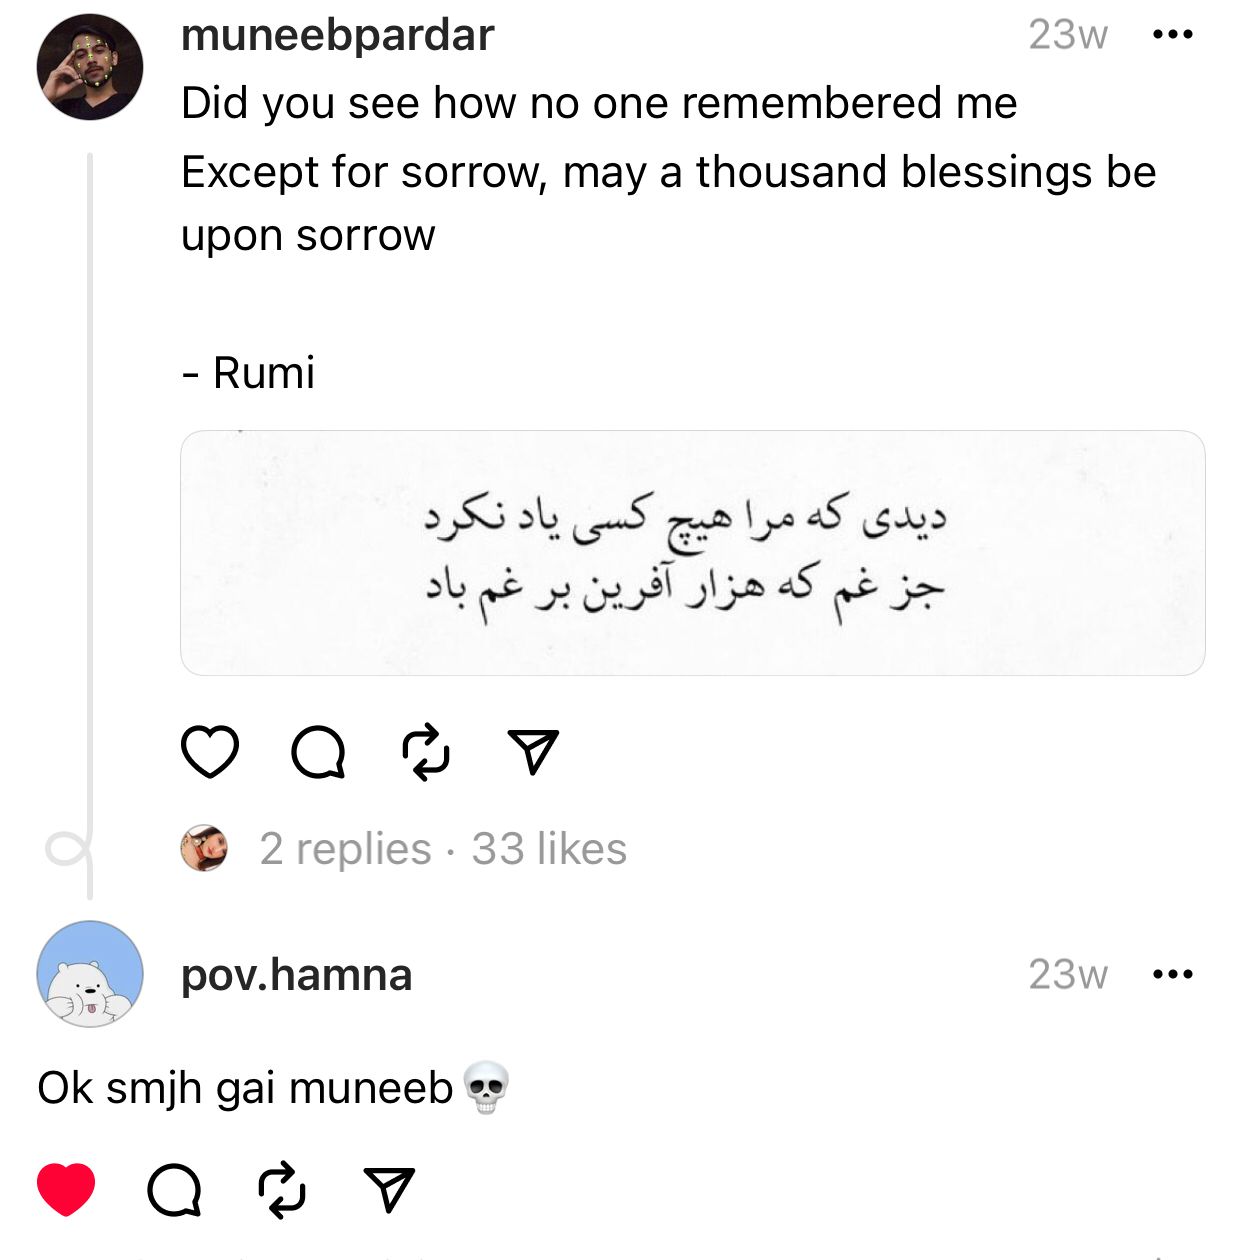 muneebpardar 23w
Did you see how no one remembered me
Except for sorrow, may a thousand blessings be
upon sorrow
- Rumi
دیدی که مرا هیچ کسی یاد نکرد
جز غم که هزار آفرین بر غم باد
2 replies · 33 likes
pov.hamna 23w
Ok smjh gai muneeb💀